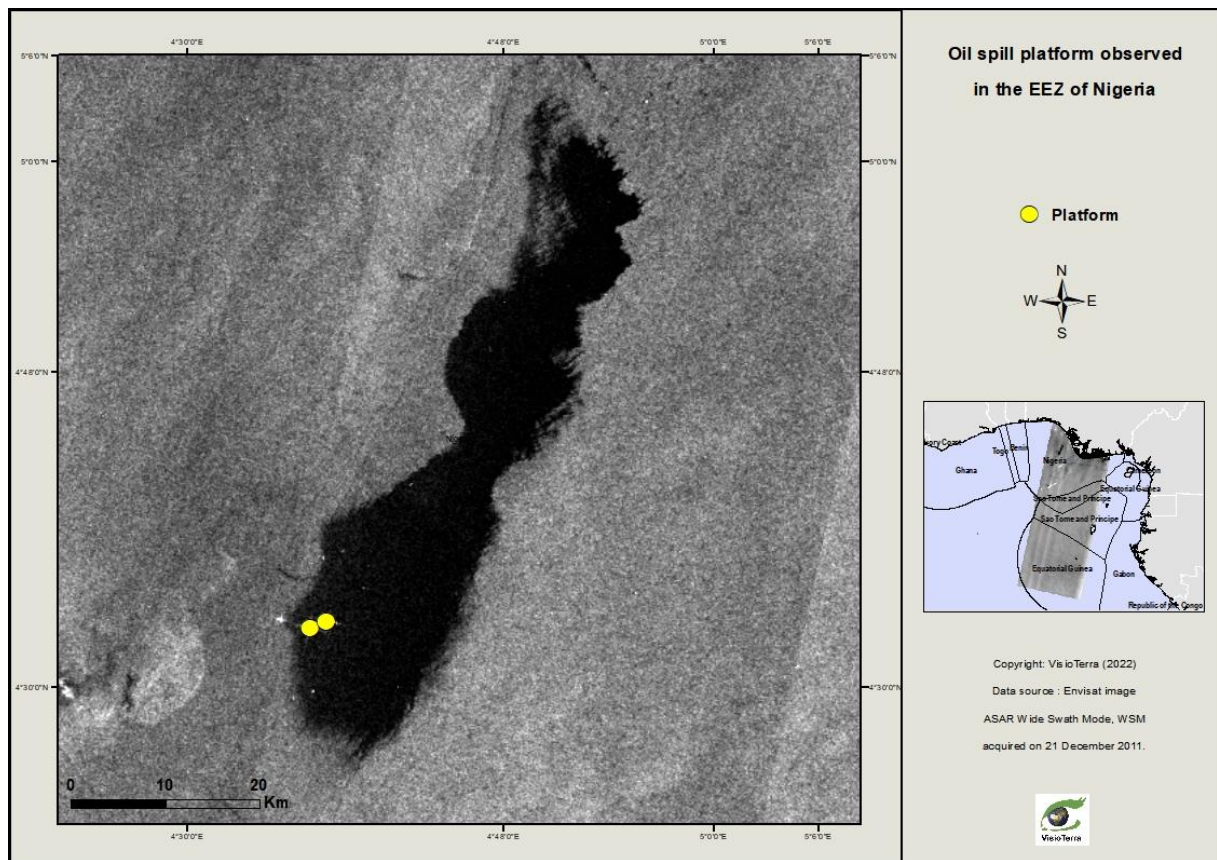 4°30'0"E 4°48'0"E 5°0'0"E 5°6'0"E
5°6'0"N 5°6'0"N
5°0'0"N 5°0'0"N
4°48'0"N 4°48'0"N
4°30'0"N 4°30'0"N
0 10 20
Km
4°30'0"E 4°48'0"E 5°0'0"E 5°6'0"E
Oil spill platform observed
in the EEZ of Nigeria
Platform
N
W E
S
vory Coast
Togo
Benin
Ghana
Nigeria
Equatorial Guinea
Sao Tome and Principe
Sao Tome and Principe
Equatorial Guinea
Gabon
Republic of the Congo
Copyright: VisioTerra (2022)
Data source : Envisat image
ASAR Wide Swath Mode, WSM
acquired on 21 December 2011.
VisioTerra